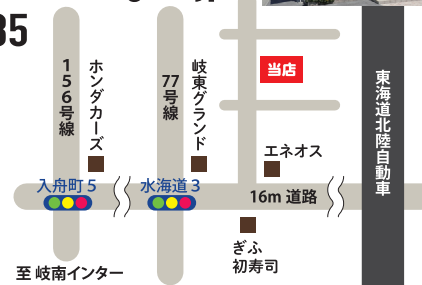 35
156号線
ホンダカーズ
77号線
岐東グランド
当店
東海道北陸自動車
エネオス
入舟町5
水海道3
16m 道路
ぎふ
初寿司
至 岐南インター